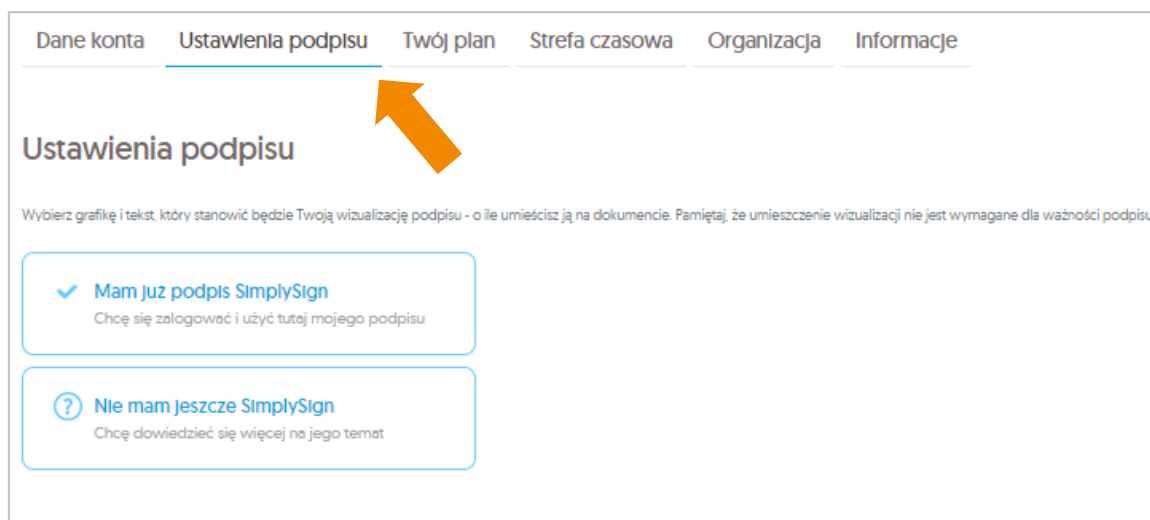 Dane konta Ustawienia podpisu Twój plan Strefa czasowa Organizacja Informacje
Ustawienia podpisu
Wybierz grafikę i tekst, który stanowić będzie Twoją wizualizację podpisu - o ile umieścisz ją na dokumencie. Pamiętaj, że umieszczenie wizualizacji nie jest wymagane dla ważności podpisu
Mam już podpis SimplySign
Chcę się zalogować i użyć tutaj mojego podpisu
Nie mam jeszcze SimplySign
Chcę dowiedzieć się więcej na jego temat